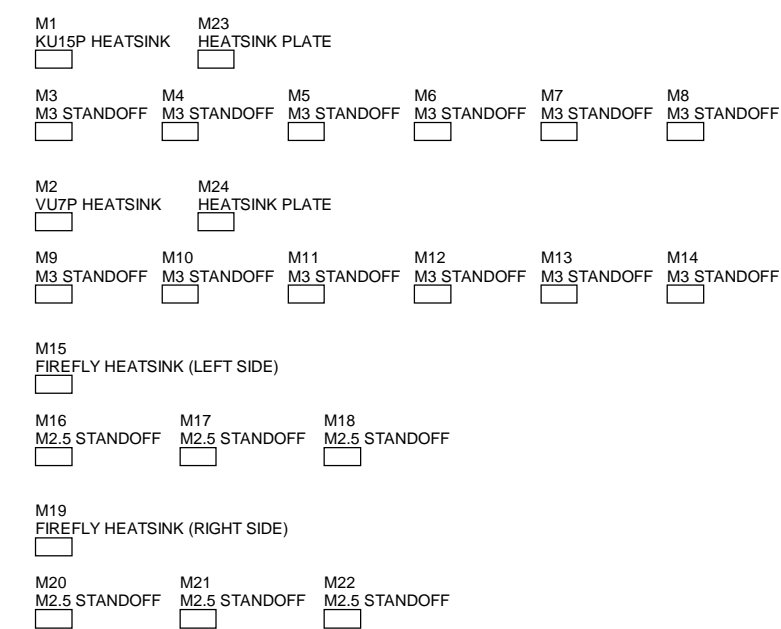 M1 M23
KU15P HEATSINK HEATSINK PLATE
M3 M4 M5 M6 M7 M8
M3 STANDOFF M3 STANDOFF M3 STANDOFF M3 STANDOFF M3 STANDOFF M3 STANDOFF
M2 M24
VU7P HEATSINK HEATSINK PLATE
M9 M10 M11 M12 M13 M14
M3 STANDOFF M3 STANDOFF M3 STANDOFF M3 STANDOFF M3 STANDOFF M3 STANDOFF
M15
FIREFLY HEATSINK (LEFT SIDE)
M16 M17 M18
M2.5 STANDOFF M2.5 STANDOFF M2.5 STANDOFF
M19
FIREFLY HEATSINK (RIGHT SIDE)
M20 M21 M22
M2.5 STANDOFF M2.5 STANDOFF M2.5 STANDOFF